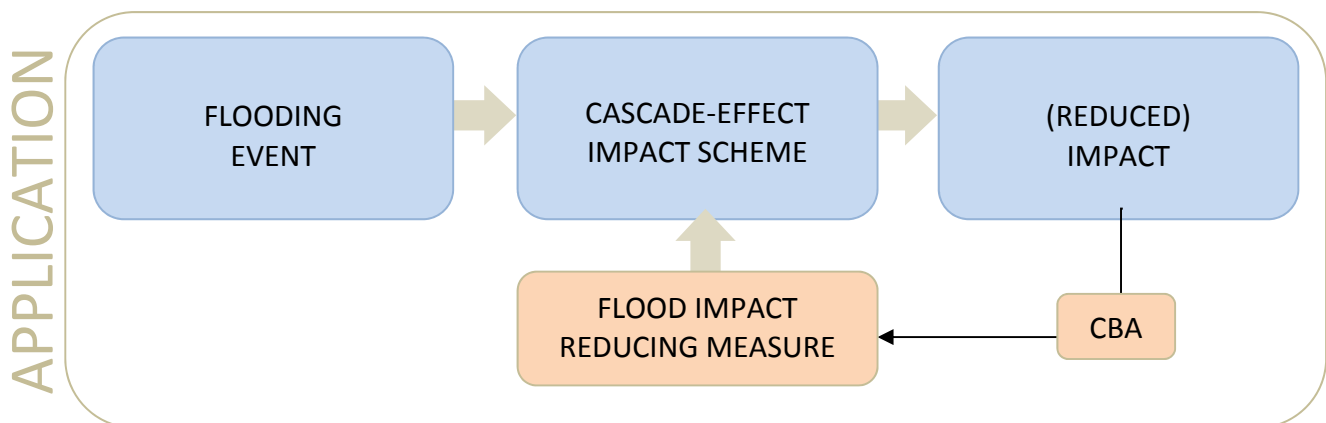 APPLICATION
FLOODING
EVENT
CASCADE-EFFECT
IMPACT SCHEME
(REDUCED)
IMPACT
FLOOD IMPACT
REDUCING MEASURE
CBA